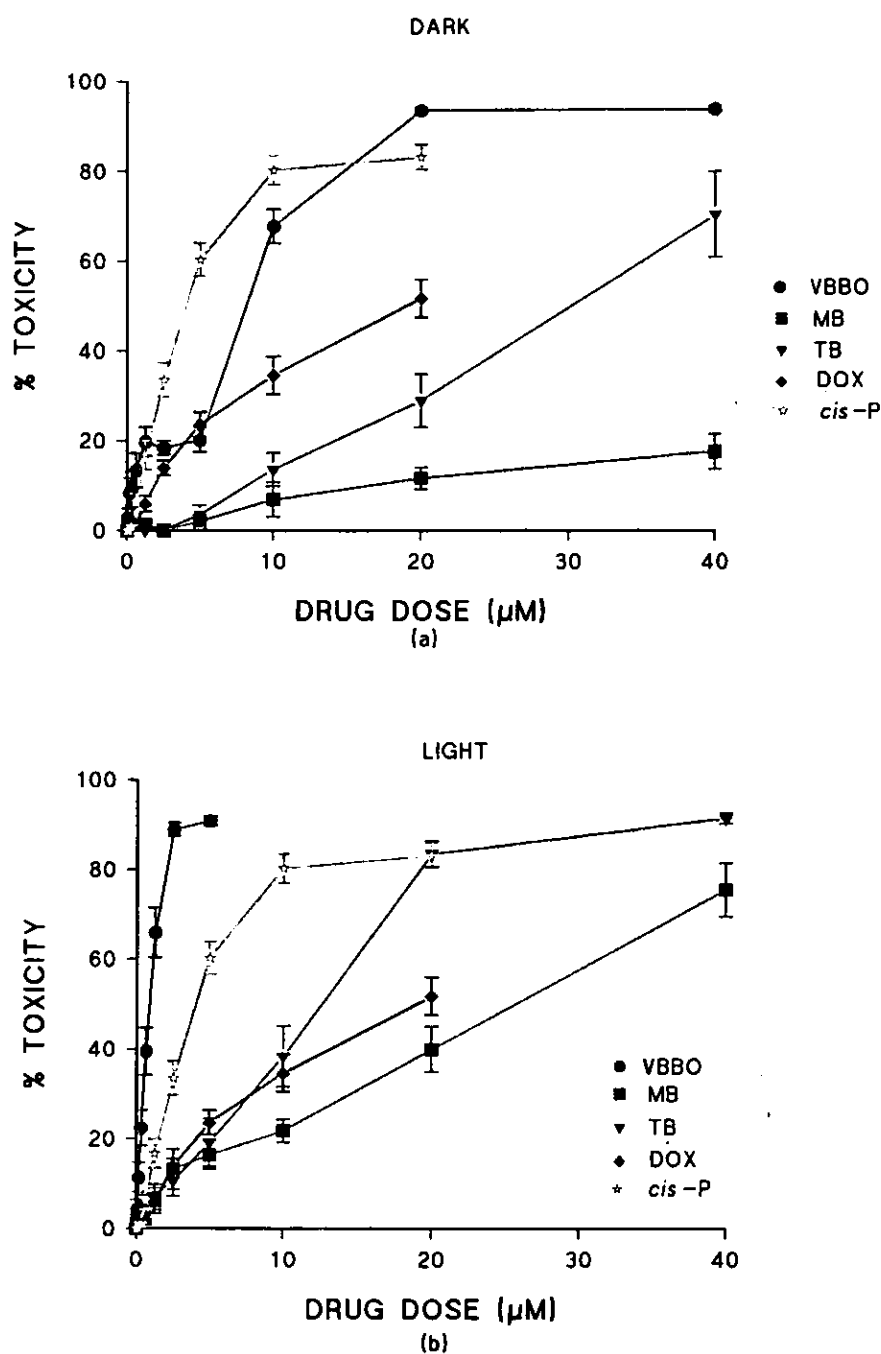 DARK
100
80
60
40
20
0
% TOXICITY
0 10 20 30 40
DRUG DOSE (µM)
(a)
VBBO
MB
TB
DOX
cis-P
LIGHT
100
80
60
40
20
0
% TOXICITY
0 10 20 30 40
DRUG DOSE (µM)
(b)
VBBO
MB
TB
DOX
cis-P